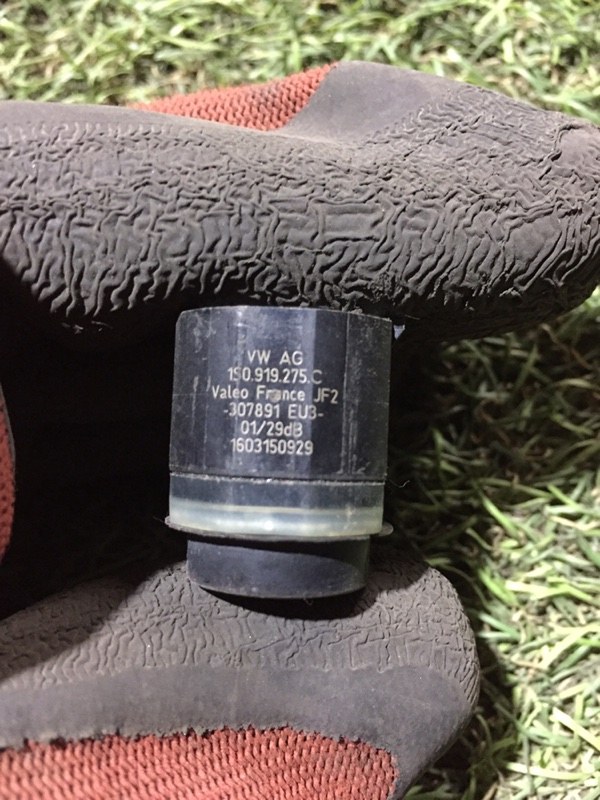 VW AG
1S0.919.275.C
Valeo France JF2
-307891 EU3-
01/29dB
1603150929